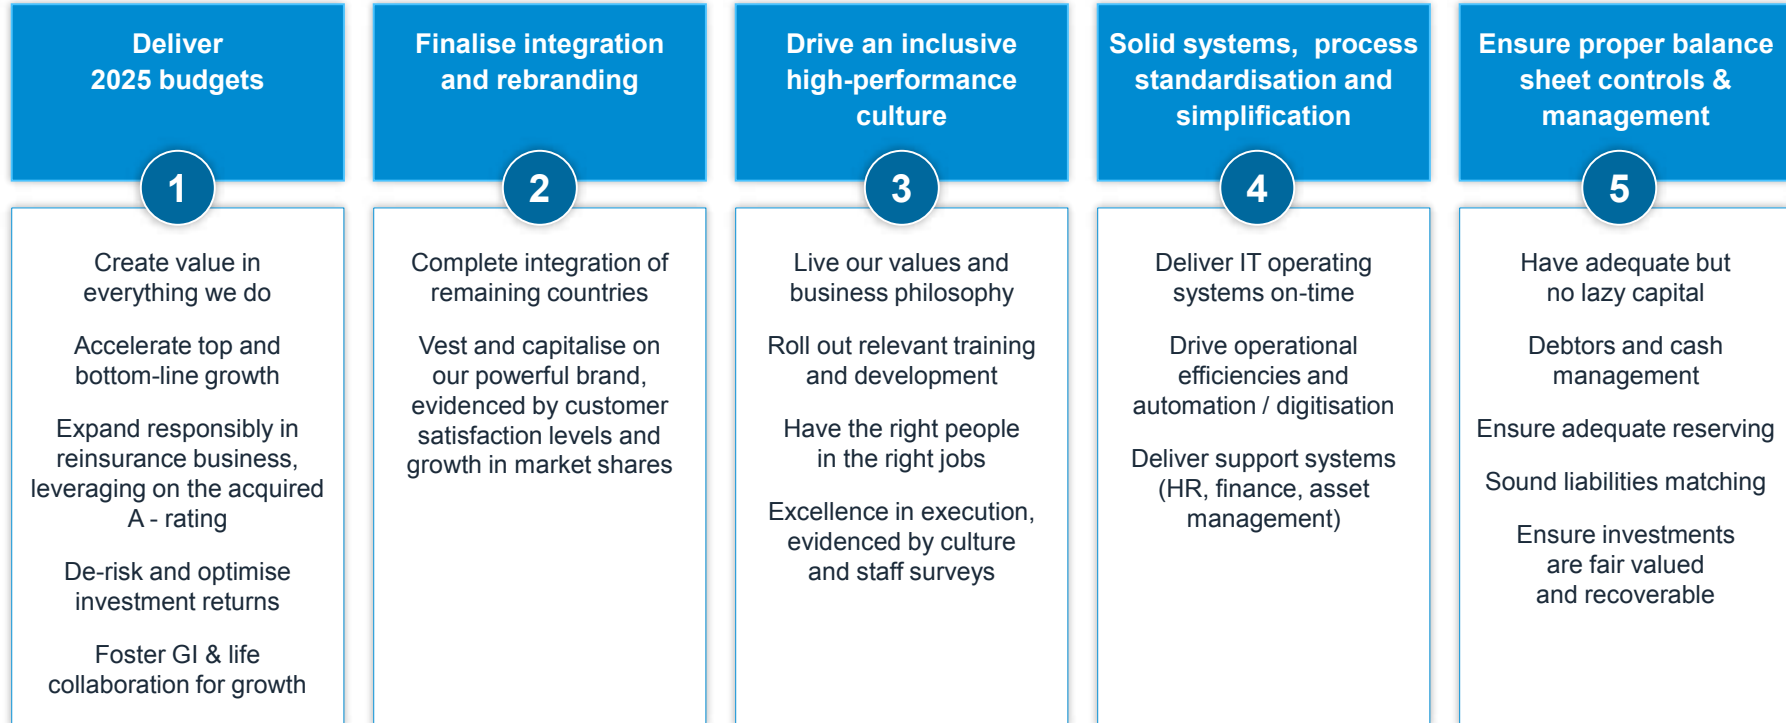 Deliver
2025 budgets
1
Create value in
everything we do
Accelerate top and
bottom-line growth
Expand responsibly in
reinsurance business,
leveraging on the acquired
A - rating
De-risk and optimise
investment returns
Foster GI & life
collaboration for growth
Finalise integration
and rebranding
2
Complete integration of
remaining countries
Vest and capitalise on
our powerful brand,
evidenced by customer
satisfaction levels and
growth in market shares
Drive an inclusive
high-performance
culture
3
Live our values and
business philosophy
Roll out relevant training
and development
Have the right people
in the right jobs
Excellence in execution,
evidenced by culture
and staff surveys
Solid systems, process
standardisation and
simplification
4
Deliver IT operating
systems on-time
Drive operational
efficiencies and
automation / digitisation
Deliver support systems
(HR, finance, asset
management)
Ensure proper balance
sheet controls &
management
5
Have adequate but
no lazy capital
Debtors and cash
management
Ensure adequate reserving
Sound liabilities matching
Ensure investments
are fair valued
and recoverable